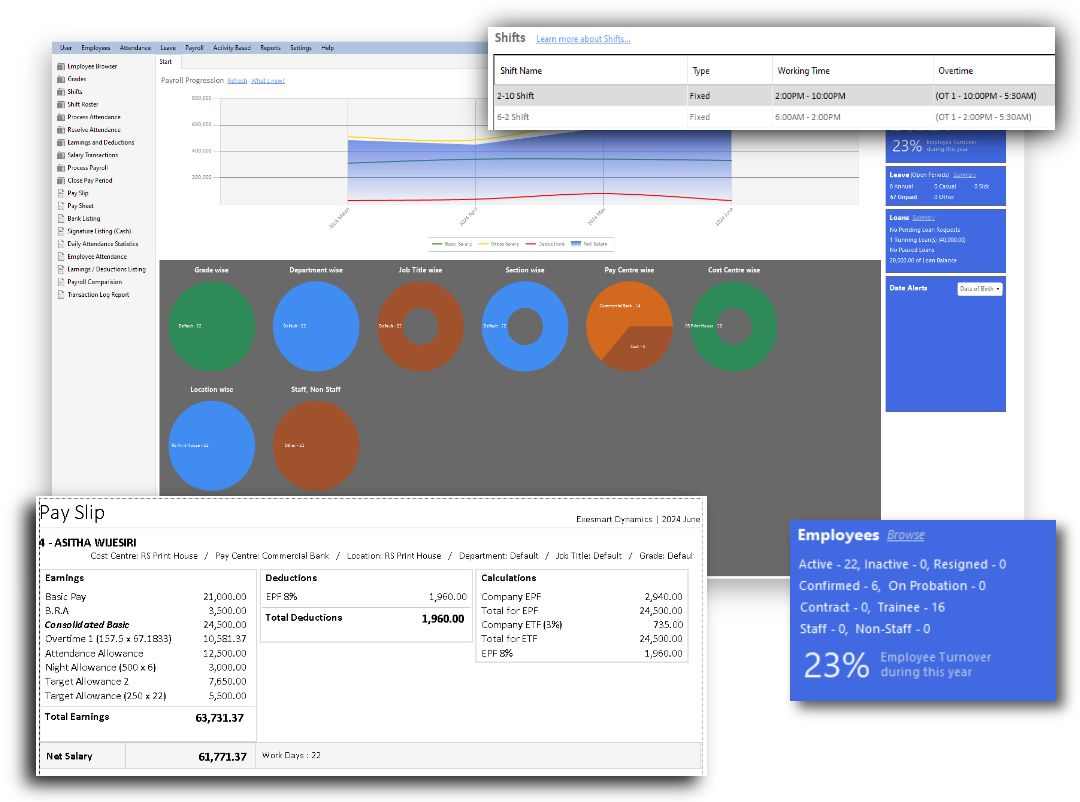 Shifts Learn more about Shifts...
Shift Name Type Working Time Overtime
2-10 Shift Fixed 2:00PM - 10:00PM (OT 1 - 10:00PM - 5:30AM)
6-2 Shift Fixed 6:00AM - 2:00PM (OT 1 - 2:00PM - 5:30AM)
User Employees Attendance Leave Payroll Activity Based Reports Settings Help
Employee Browser
Grades
Shifts
Shift Roster
Process Attendance
Resolve Attendance
Earnings and Deductions
Salary Transactions
Process Payroll
Close Pay Period
Pay Slip
Pay Sheet
Bank Listing
Signature Listing (Cash)
Daily Attendance Statistics
Employee Attendance
Earnings / Deductions Listing
Payroll Comparision
Transaction Log Report
Start
Payroll Progression Refresh What's new?
800,000
600,000
400,000
200,000
2024 March 2024 April 2024 May 2024 June
Basic Salary Gross Salary Deductions Net Salary
23% Employee Turnover
during this year
Leave (Open Periods) Summary
0 Annual 0 Casual 0 Sick
67 Unpaid 0 Other
Loans Summary
No Pending Loan Requests
1 Running Loan(s) (40,000.00)
No Paused Loans
20,000.00 of Loan Balance
Date Alerts Date of Birth
Grade wise Department wise Job Title wise Section wise Pay Centre wise Cost Centre wise
Commercial Bank - 14
Default - 22 Default - 22 Default - 22 Default - 22 RS Print House - 22
Location wise Staff, Non Staff
RS Print House - 22 Other - 22
Pay Slip
Exesmart Dynamics | 2024 June
4 - ASITHA WIJESIRI
Cost Centre: RS Print House / Pay Centre: Commercial Bank / Location: RS Print House / Department: Default / Job Title: Default / Grade: Defaul
Earnings
Basic Pay 21,000.00
B.R.A 3,500.00
Consolidated Basic 24,500.00
Overtime 1 (157.5 x 67.1833) 10,581.37
Attendance Allowance 12,500.00
Night Allowance (500 x 6) 3,000.00
Target Allowance 2 7,650.00
Target Allowance (250 x 22) 5,500.00
Total Earnings 63,731.37
Net Salary 61,771.37 Work Days : 22
Deductions
EPF 8% 1,960.00
Total Deductions 1,960.00
Calculations
Company EPF 2,940.00
Total for EPF 24,500.00
Company ETF (3%) 735.00
Total for ETF 24,500.00
EPF 8% 1,960.00
Employees Browse
Active - 22, Inactive - 0, Resigned - 0
Confirmed - 6, On Probation - 0
Contract - 0, Trainee - 16
Staff - 0, Non-Staff - 0
23% Employee Turnover
during this year